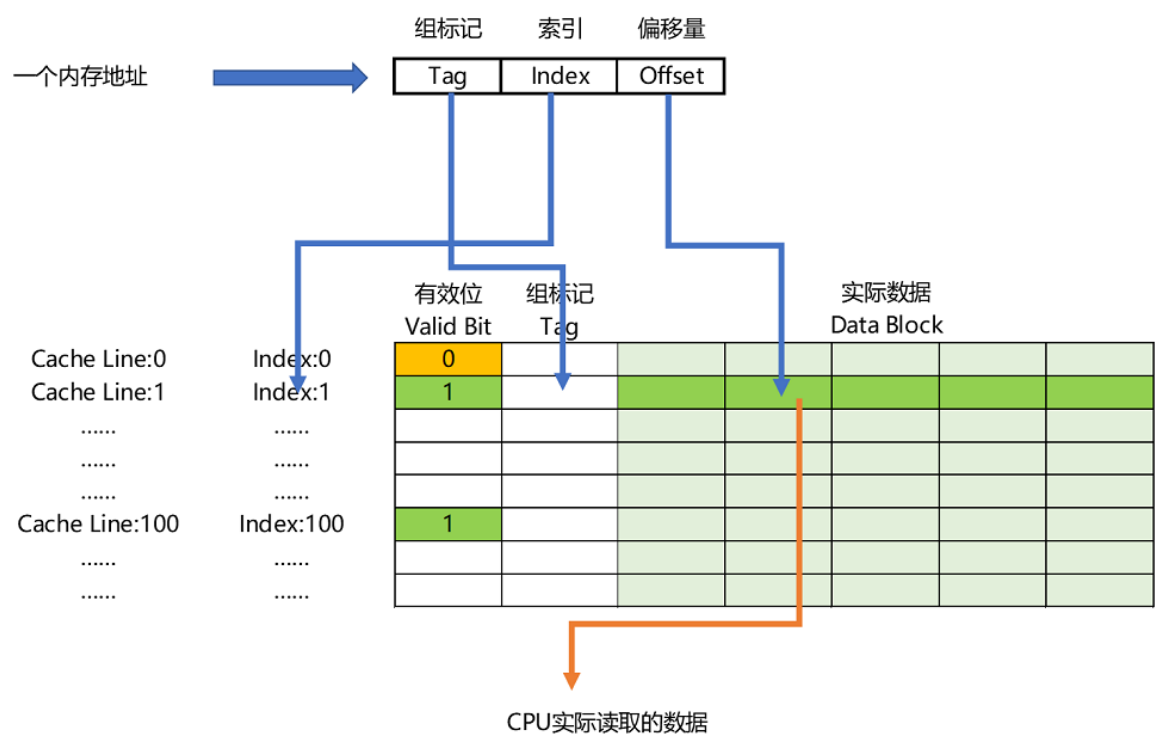 组标记 索引 偏移量
一个内存地址 Tag Index Offset
有效位 组标记 实际数据
Valid Bit Tag Data Block
Cache Line:0 Index:0 0
Cache Line:1 Index:1 1
...... ......
...... ......
...... ......
Cache Line:100 Index:100 1
...... ......
...... ......
CPU实际读取的数据